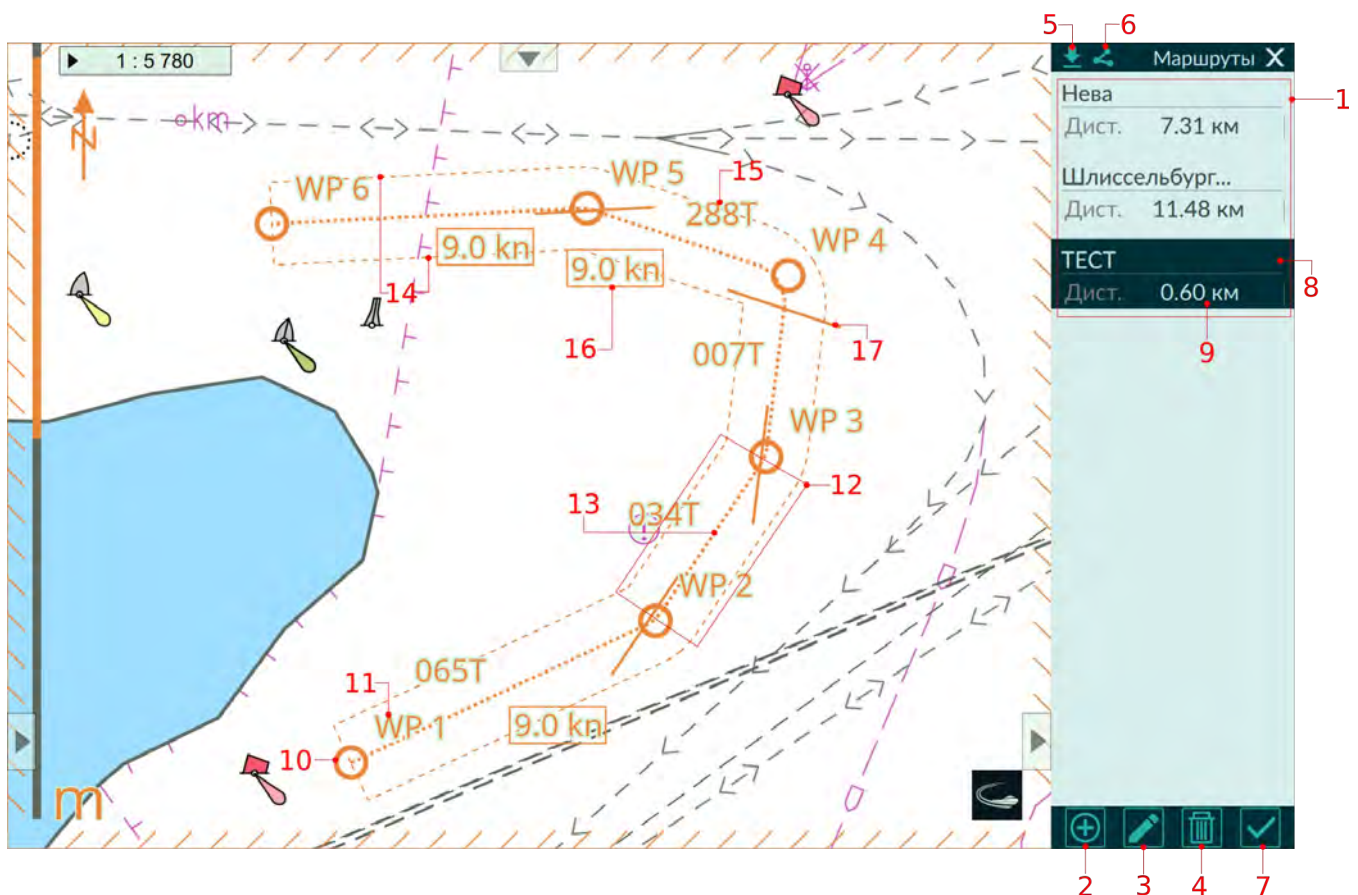 5 6
1 : 5 780
Маршруты X
1
Нева
Дист. 7.31 км
Шлиссельбург...
Дист. 11.48 км
ТЕСТ
8
Дист. 0.60 км
9
N
km
WP 6
WP 5
15
288T
WP 4
9.0 kn
9.0 kn
14
16
17
007T
WP 3
12
13
034T
WP 2
065T
11
WP 1
9.0 kn
10
m
2 3 4 7